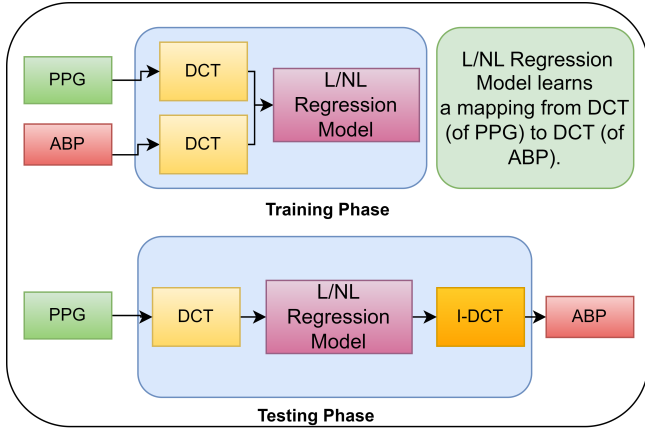 PPG
DCT
L/NL
Regression
Model
ABP
DCT
L/NL Regression
Model learns
a mapping from DCT
(of PPG) to DCT (of
ABP).
Training Phase
PPG
DCT
L/NL
Regression
Model
I-DCT
ABP
Testing Phase